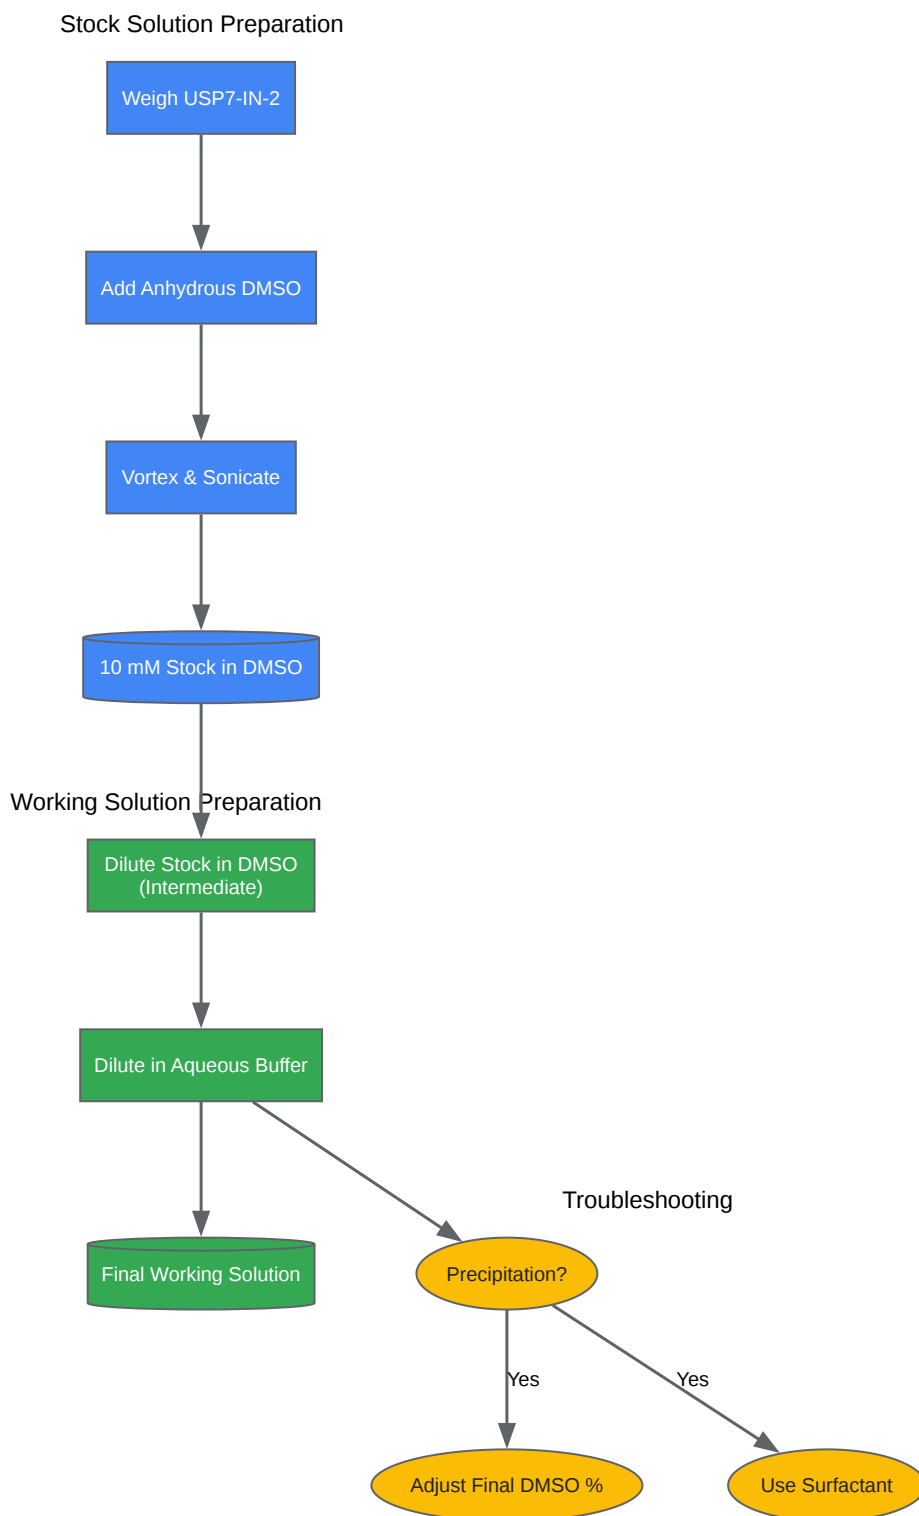 Stock Solution Preparation
Weigh USP7-IN-2
Add Anhydrous DMSO
Vortex & Sonicate
10 mM Stock in DMSO
Working Solution Preparation
Dilute Stock in DMSO
(Intermediate)
Dilute in Aqueous Buffer
Troubleshooting
Final Working Solution
Precipitation?
Yes
Yes
Adjust Final DMSO %
Use Surfactant